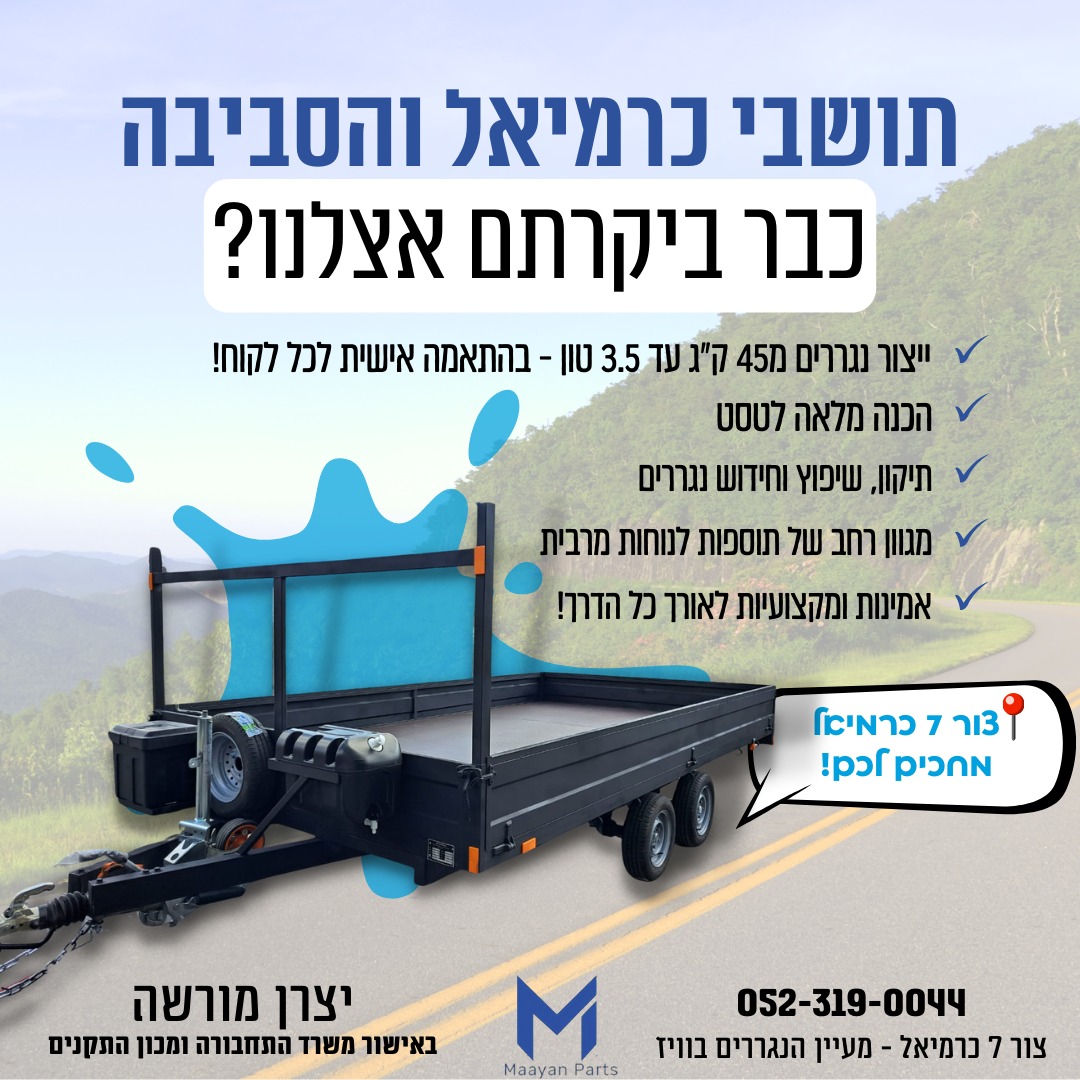 תושבי כרמיאל והסביבה
כבר ביקרתם אצלנו?
ייצור נגררים מ45 ק"ג עד 3.5 טון - בהתאמה אישית לכל לקוח!
הכנה מלאה לטסט
תיקון, שיפוץ וחידוש נגררים
מגוון רחב של תוספות לנוחות מרבית
אמינות ומקצועיות לאורך כל הדרך!
צור 7 כרמיאל
מחכים לכם!
052-319-0044
צור 7 כרמיאל - מעיין הנגררים בוויז
Maayan Parts
יצרן מורשה
באישור משרד התחבורה ומכון התקנים